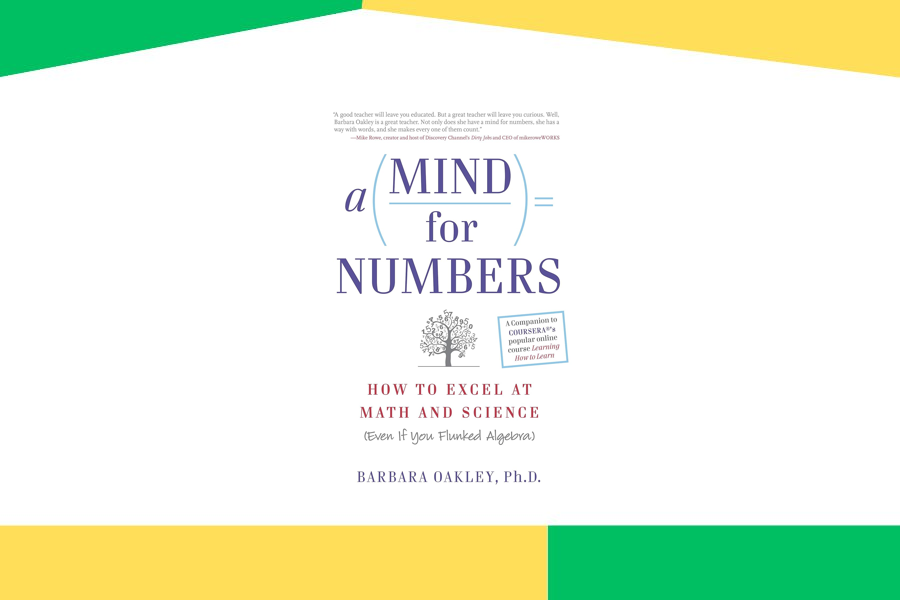 "A good teacher will leave you educated. But a great teacher will leave you curious. Well,
Barbara Oakley is a great teacher. Not only does she have a mind for numbers, she has a
way with words, and she makes every one of them count."
—Mike Rowe, creator and host of Discovery Channel's Dirty Jobs and CEO of mikeroweWORKS
a (MIND
for) =
NUMBERS
A Companion to
COURSERA®'s
popular online
course Learning
How to Learn
HOW TO EXCEL AT
MATH AND SCIENCE
(Even If You Flunked Algebra)
BARBARA OAKLEY, Ph.D.